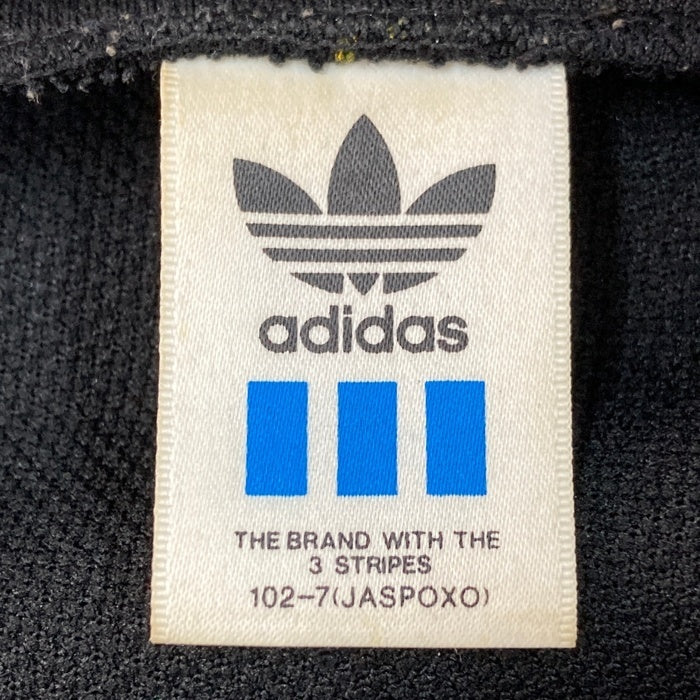 adidas
THE BRAND WITH THE
3 STRIPES
102-7(JASPOXO)